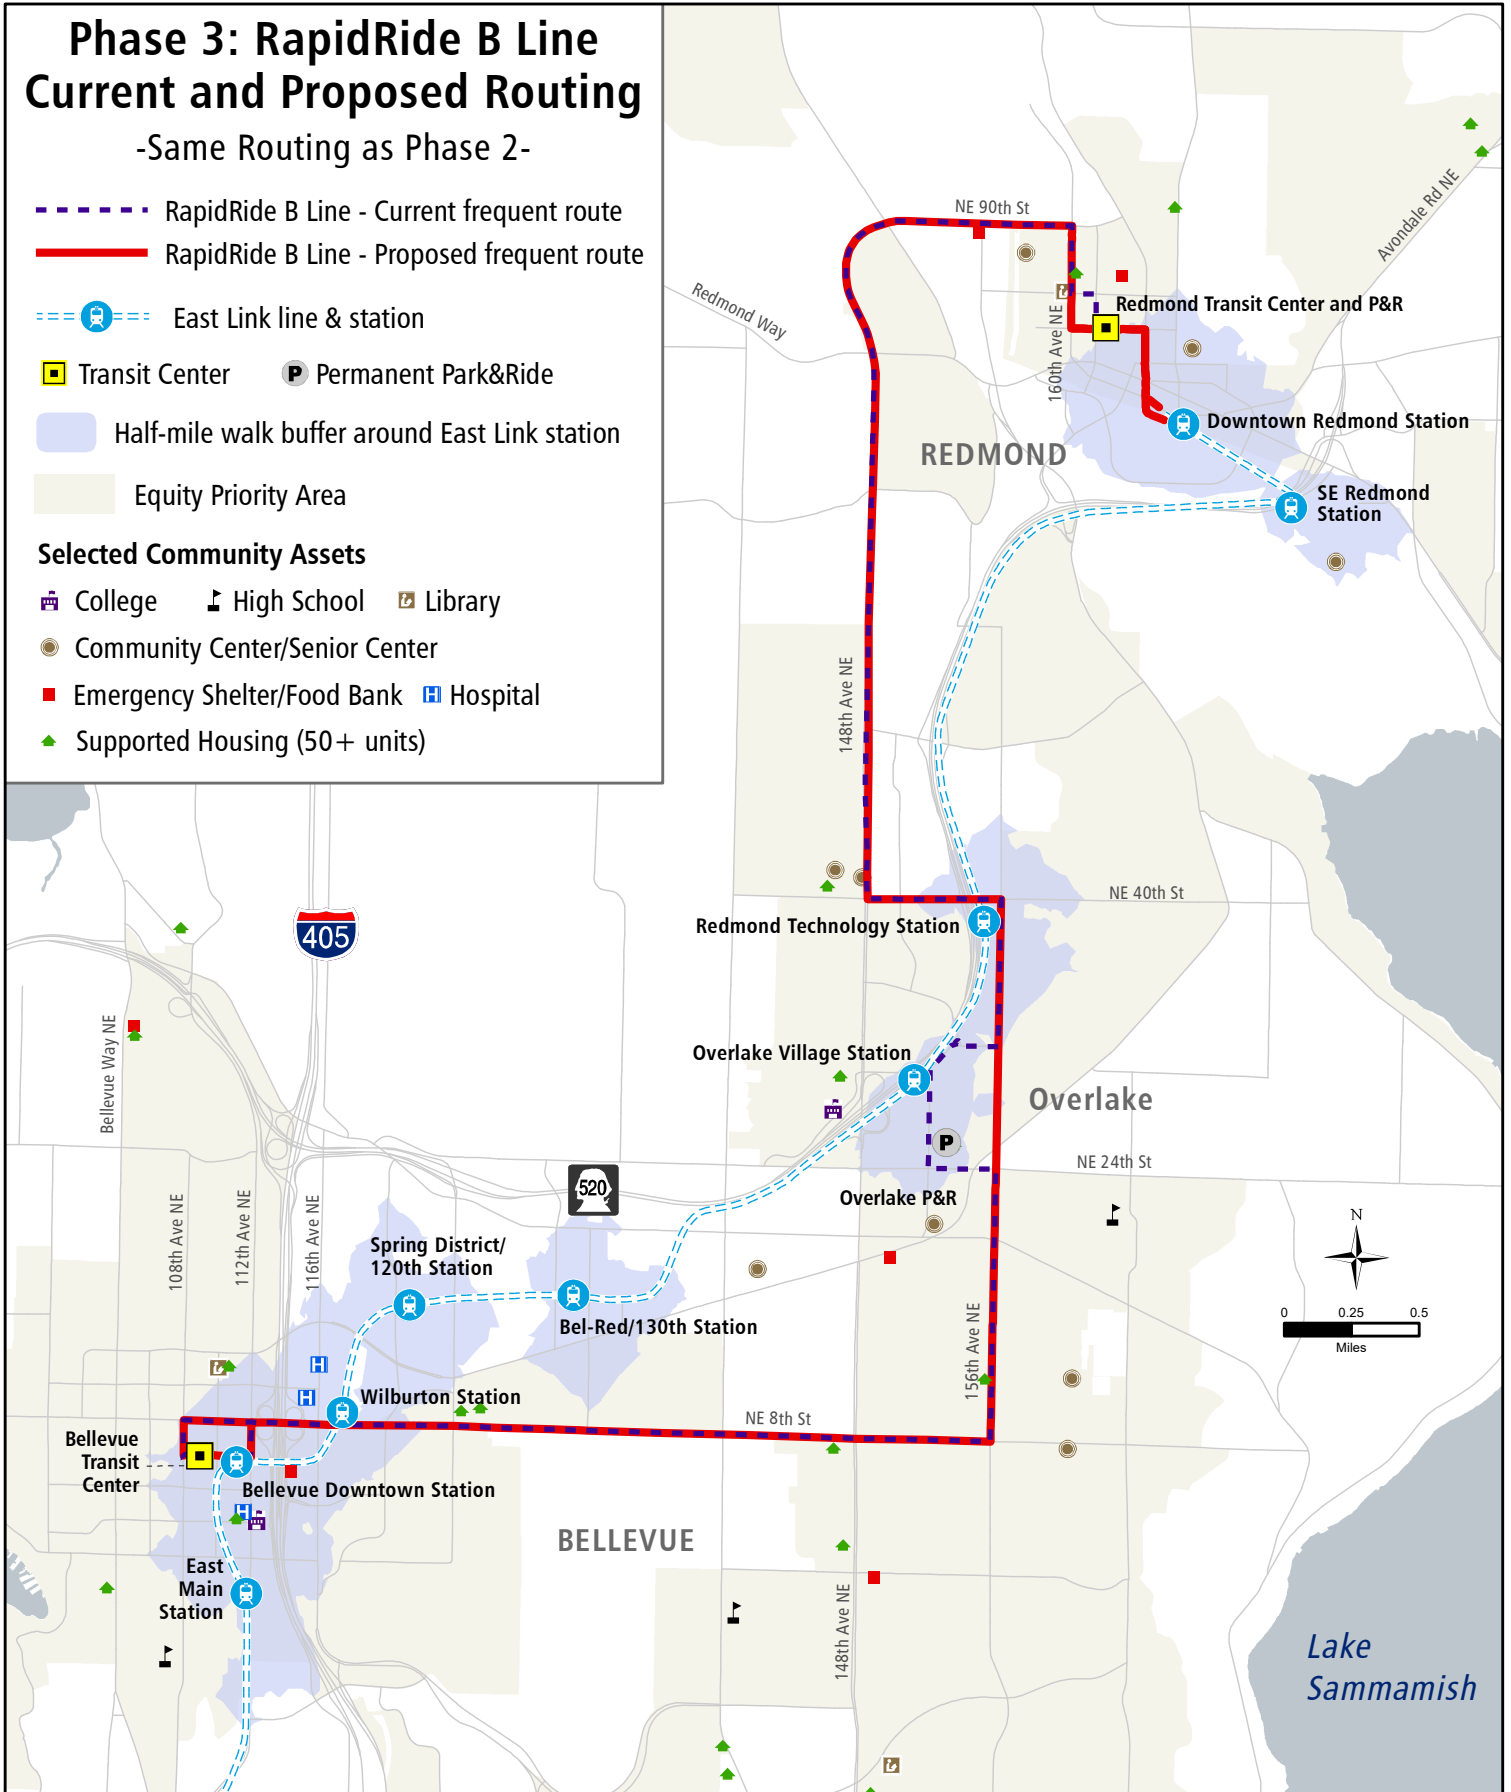 Phase 3: RapidRide B Line
Current and Proposed Routing
-Same Routing as Phase 2-
RapidRide B Line - Current frequent route
RapidRide B Line - Proposed frequent route
East Link line & station
Transit Center
P
Permanent Park&Ride
Half-mile walk buffer around East Link station
Equity Priority Area
Selected Community Assets
College
High School
Library
Community Center/Senior Center
Emergency Shelter/Food Bank
H
Hospital
Supported Housing (50+ units)
NE 90th St
Avondale Rd NE
Redmond Way
Redmond Transit Center and P&R
160th Ave NE
Downtown Redmond Station
REDMOND
SE Redmond
Station
148th Ave NE
NE 40th St
Redmond Technology Station
405
Bellevue Way NE
Overlake Village Station
Overlake
P
NE 24th St
Overlake P&R
520
108th Ave NE
112th Ave NE
116th Ave NE
Spring District/
120th Station
N
Bel-Red/130th Station
0 0.25 0.5
Miles
156th Ave NE
H
H
Wilburton Station
NE 8th St
Bellevue
Transit
Center
Bellevue Downtown Station
H
BELLEVUE
East
Main
Station
148th Ave NE
Lake
Sammamish